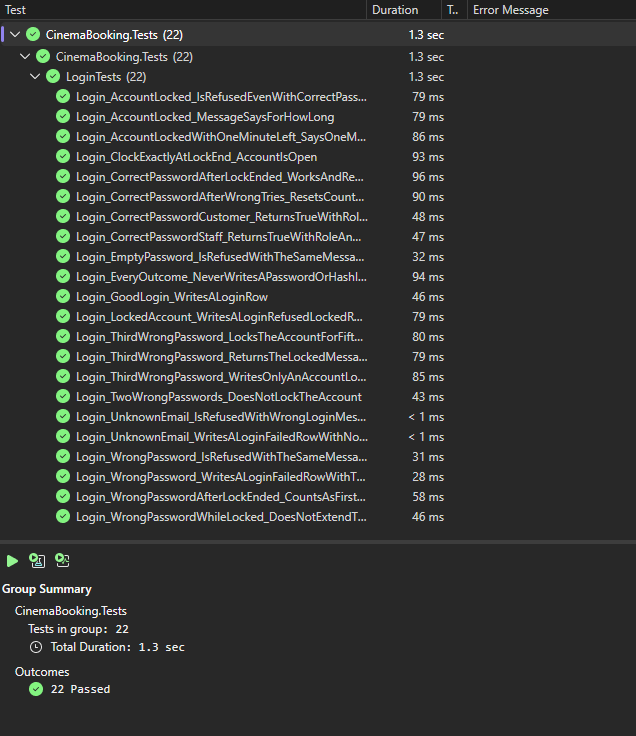 Test Duration T.. Error Message
CinemaBooking.Tests (22) 1.3 sec
CinemaBooking.Tests (22) 1.3 sec
LoginTests (22) 1.3 sec
Login_AccountLocked_IsRefusedEvenWithCorrectPass... 79 ms
Login_AccountLocked_MessageSaysForHowLong 79 ms
Login_AccountLockedWithOneMinuteLeft_SaysOneM... 86 ms
Login_ClockExactlyAtLockEnd_AccountIsOpen 93 ms
Login_CorrectPasswordAfterLockEnded_WorksAndRe... 96 ms
Login_CorrectPasswordAfterWrongTries_ResetsCount... 90 ms
Login_CorrectPasswordCustomer_ReturnsTrueWithRol... 48 ms
Login_CorrectPasswordStaff_ReturnsTrueWithRoleAn... 47 ms
Login_EmptyPassword_IsRefusedWithTheSameMessa... 32 ms
Login_EveryOutcome_NeverWritesAPasswordOrHashI... 94 ms
Login_GoodLogin_WritesALoginRow 46 ms
Login_LockedAccount_WritesALoginRefusedLockedR... 79 ms
Login_ThirdWrongPassword_LocksTheAccountForFift... 80 ms
Login_ThirdWrongPassword_ReturnsTheLockedMessa... 79 ms
Login_ThirdWrongPassword_WritesOnlyAnAccountLo... 85 ms
Login_TwoWrongPasswords_DoesNotLockTheAccount 43 ms
Login_UnknownEmail_IsRefusedWithWrongLoginMes... < 1 ms
Login_UnknownEmail_WritesALoginFailedRowWithNo... < 1 ms
Login_WrongPassword_IsRefusedWithTheSameMessa... 31 ms
Login_WrongPassword_WritesALoginFailedRowWithT... 28 ms
Login_WrongPasswordAfterLockEnded_CountsAsFirst... 58 ms
Login_WrongPasswordWhileLocked_DoesNotExtendT... 46 ms
Group Summary
CinemaBooking.Tests
Tests in group: 22
Total Duration: 1.3 sec
Outcomes
22 Passed